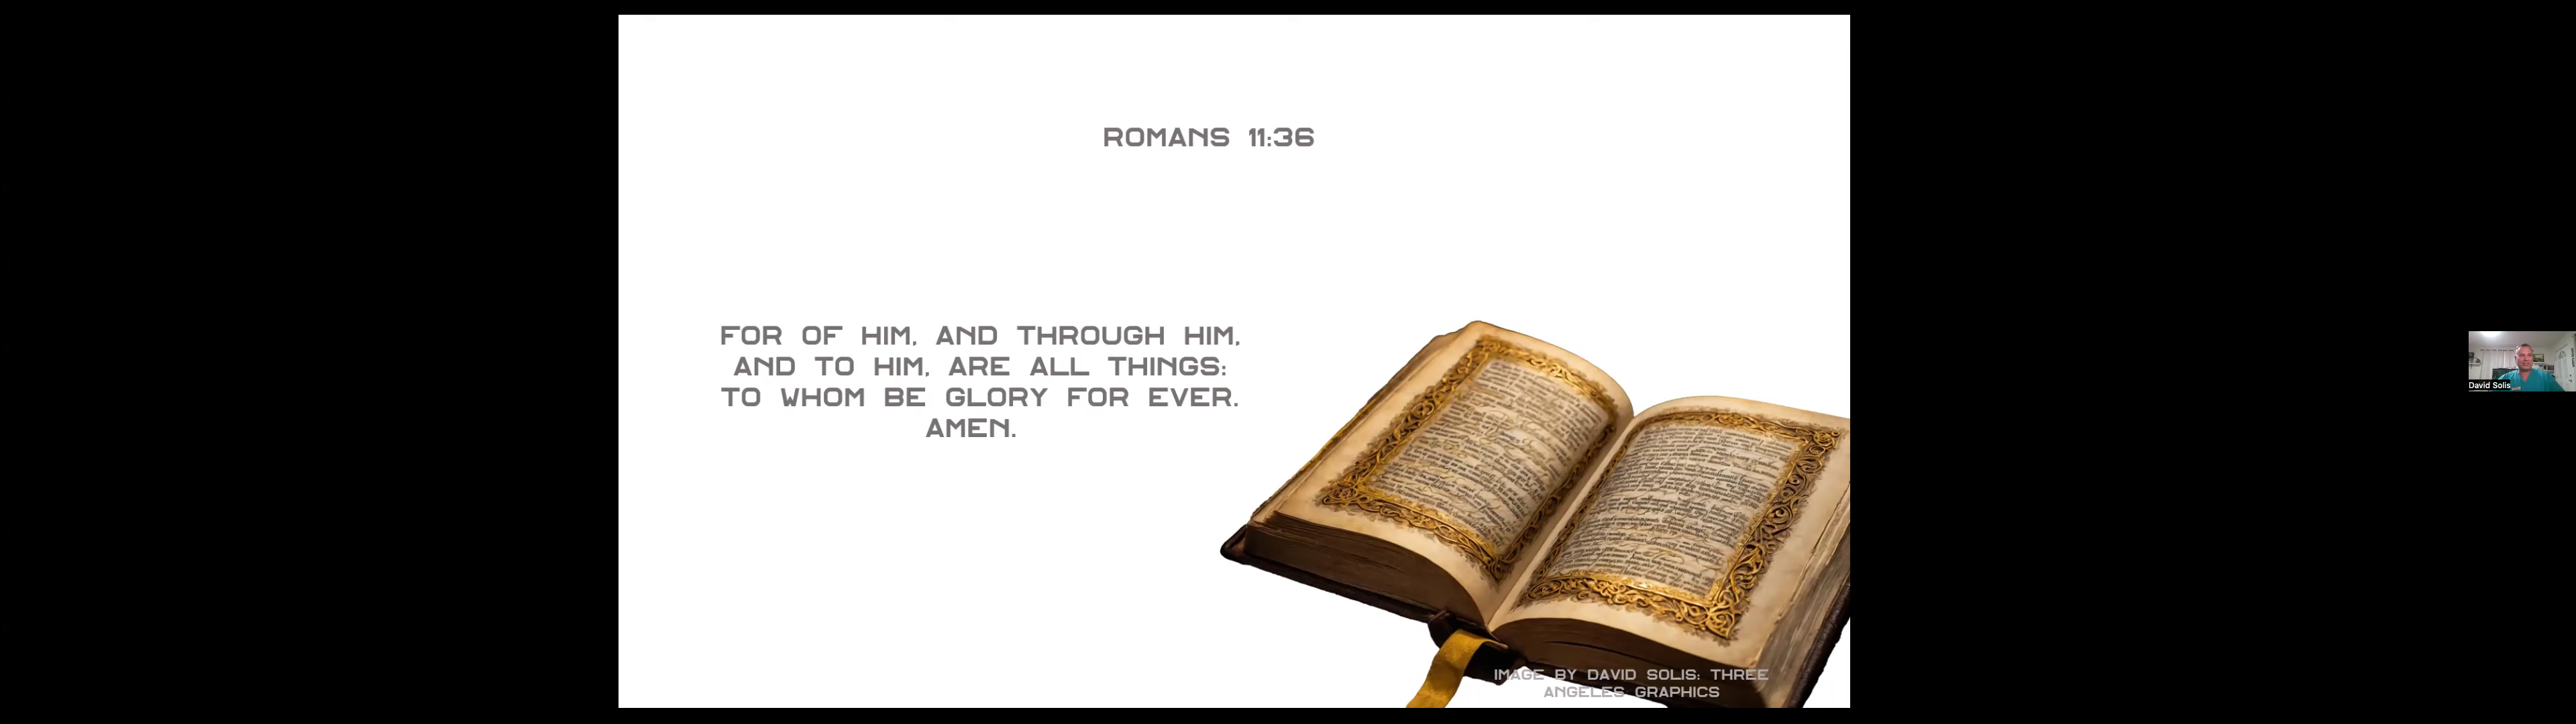 ROMANS 11:36
FOR OF HIM, AND THROUGH HIM,
AND TO HIM, ARE ALL THINGS:
TO WHOM BE GLORY FOR EVER.
AMEN.
IMAGE BY DAVID SOLIS: THREE
ANGELES GRAPHICS
David Solis